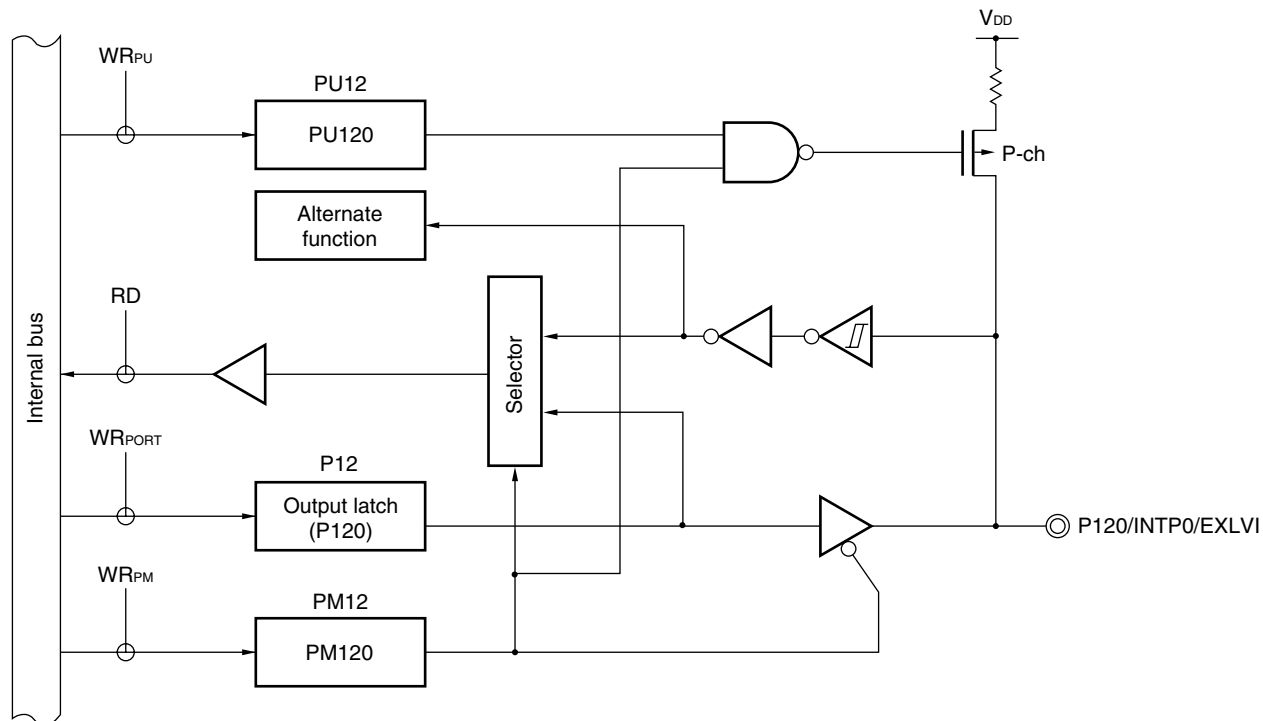 VDD
WRPU
PU12
PU120
P-ch
Alternate
function
RD
Internal bus
Selector
WRPORT
P12
Output latch
(P120)
P120/INTP0/EXLVI
WRPM
PM12
PM120